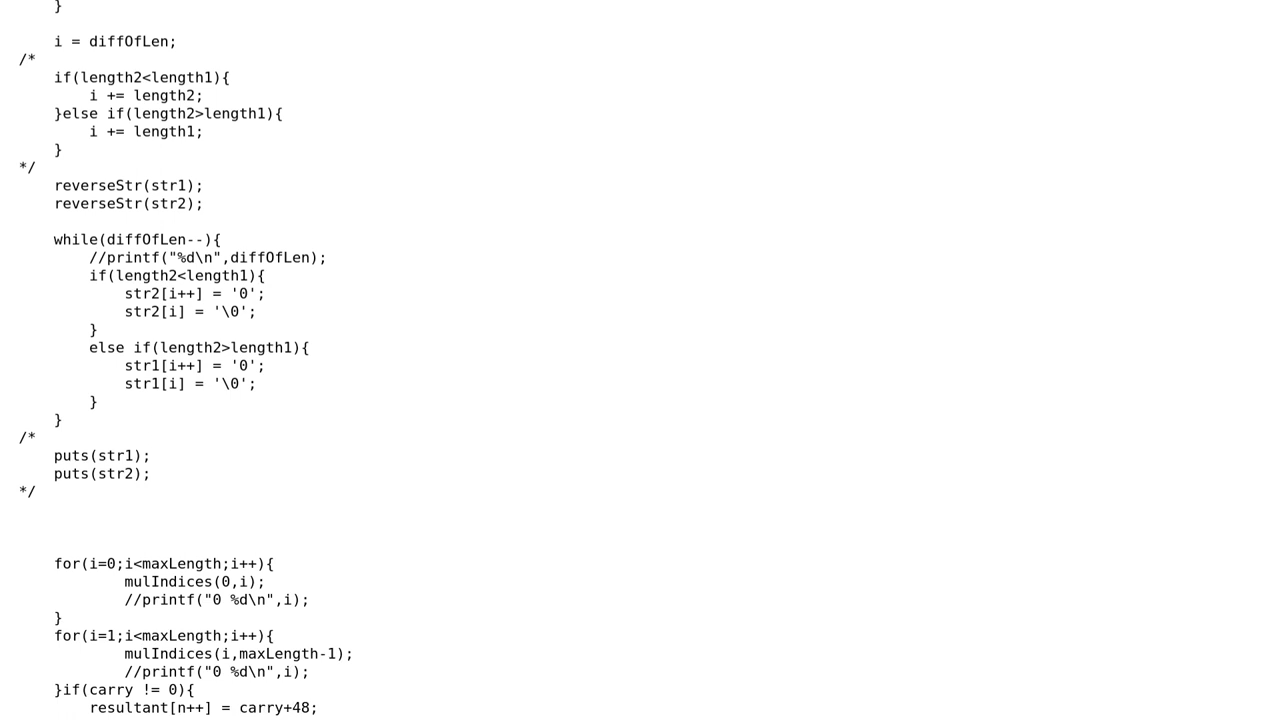 }

    i = diffOfLen;
/*
    if(length2<length1){
        i += length2;
    }else if(length2>length1){
        i += length1;
    }
*/
    reverseStr(str1);
    reverseStr(str2);

    while(diffOfLen--){
        //printf("%d\n",diffOfLen);
        if(length2<length1){
            str2[i++] = '0';
            str2[i] = '\0';
        }
        else if(length2>length1){
            str1[i++] = '0';
            str1[i] = '\0';
        }
    }
/*
    puts(str1);
    puts(str2);
*/



    for(i=0;i<maxLength;i++){
            mulIndices(0,i);
            //printf("0 %d\n",i);
    }
    for(i=1;i<maxLength;i++){
            mulIndices(i,maxLength-1);
            //printf("0 %d\n",i);
    }if(carry != 0){
        resultant[n++] = carry+48;